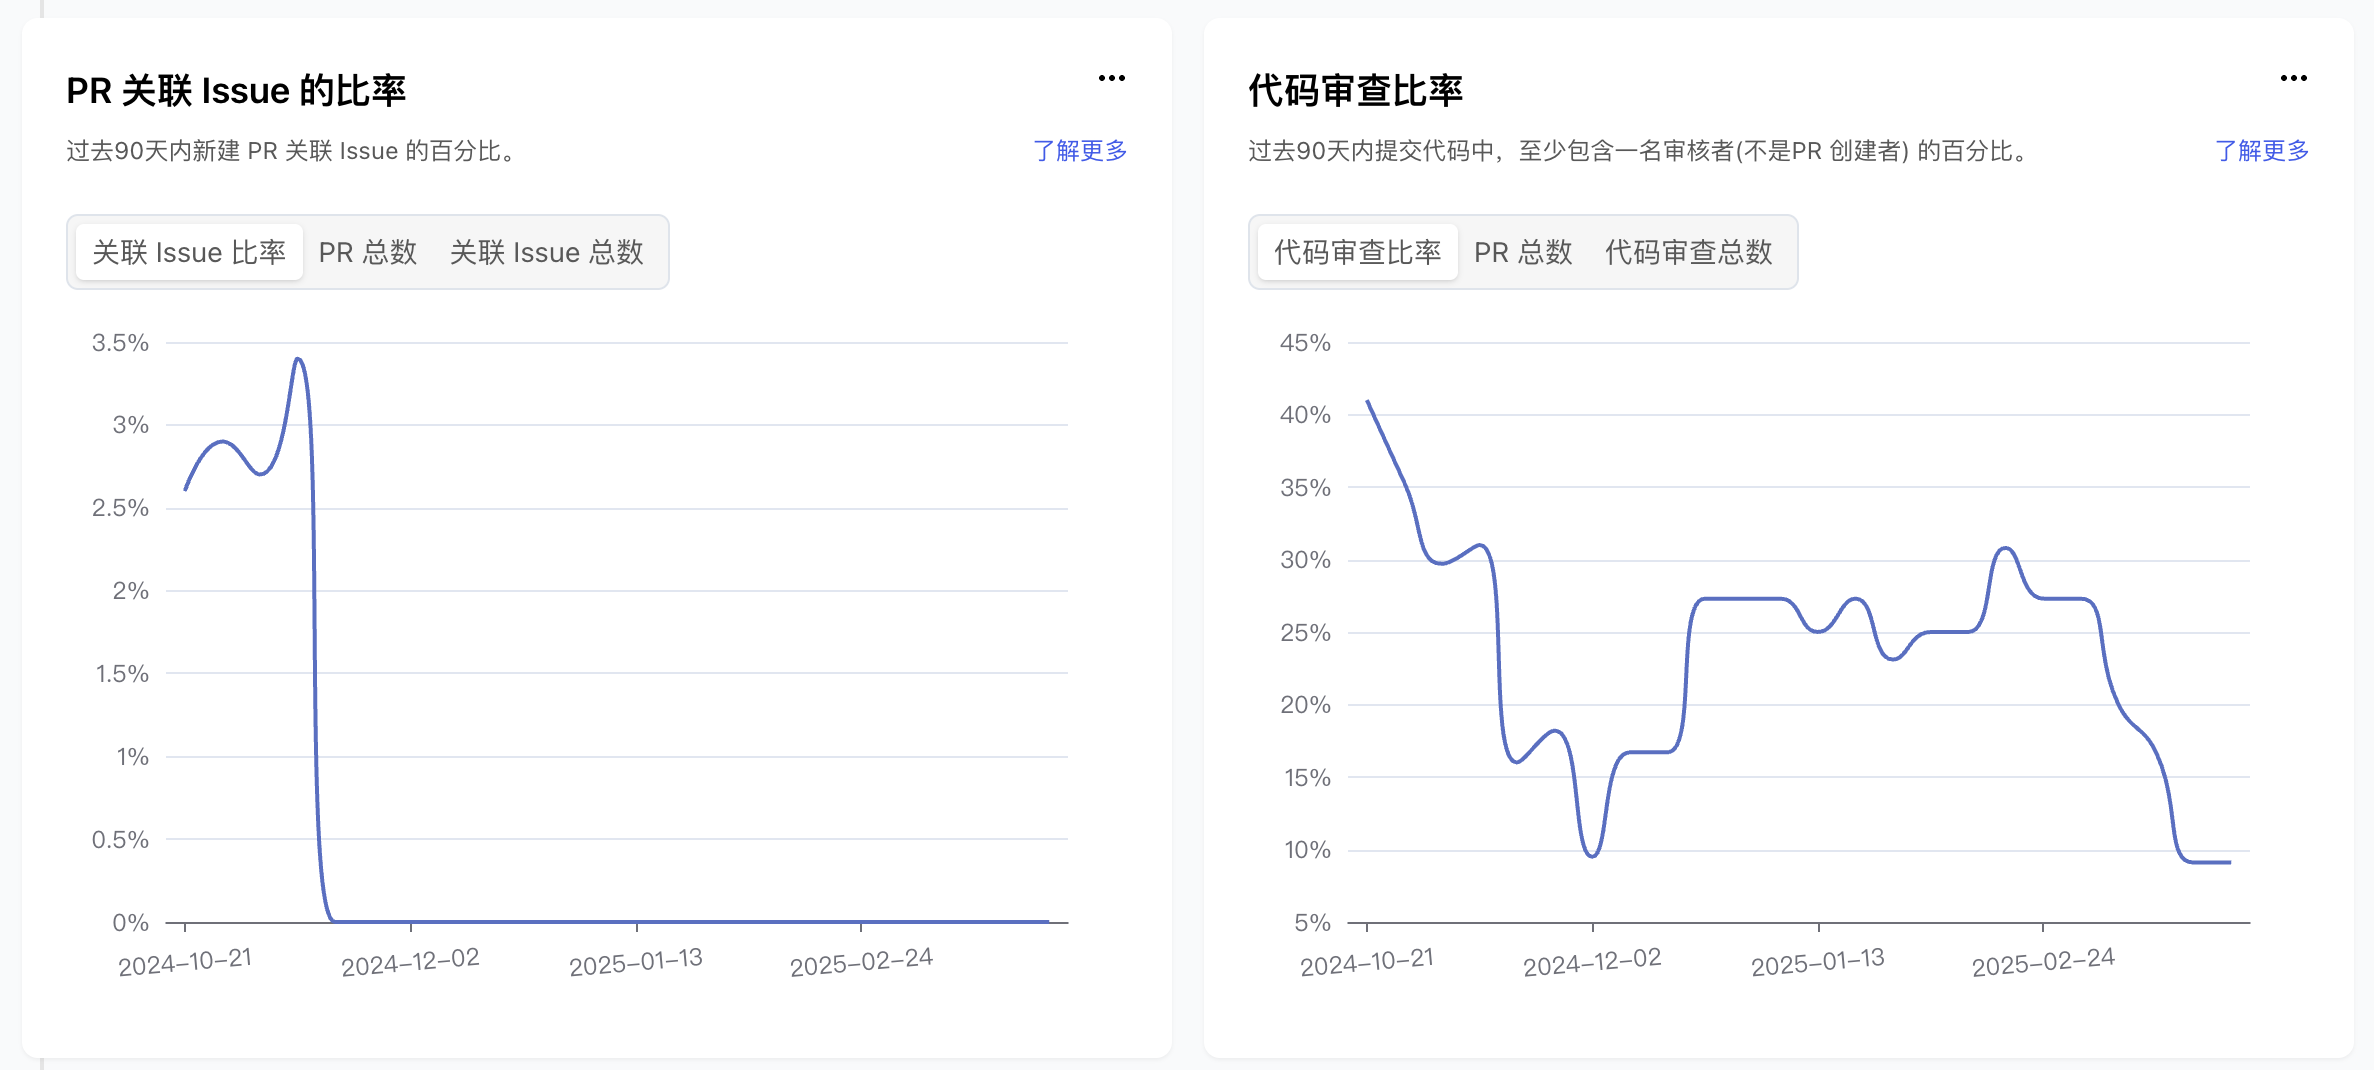 PR 关联 Issue 的比率
过去90天内新建 PR 关联 Issue 的百分比。
了解更多
关联 Issue 比率
PR 总数
关联 Issue 总数
3.5%
3%
2.5%
2%
1.5%
1%
0.5%
0%
2024-10-21
2024-12-02
2025-01-13
2025-02-24
代码审查比率
过去90天内提交代码中，至少包含一名审核者(不是PR 创建者) 的百分比。
了解更多
代码审查比率
PR 总数
代码审查总数
45%
40%
35%
30%
25%
20%
15%
10%
5%
2024-10-21
2024-12-02
2025-01-13
2025-02-24